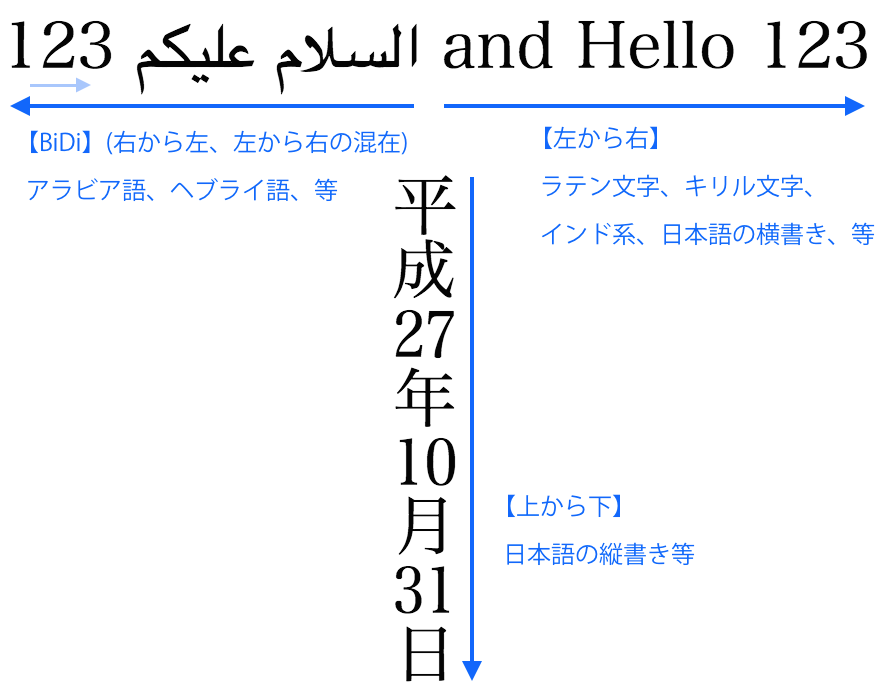 السلام عليكم 123 and Hello 123
【BiDi】(右から左、左から右の混在)
アラビア語、ヘブライ語、等
【左から右】
ラテン文字、キリル文字、
インド系、日本語の横書き、等
平成27年10月31日
【上から下】
日本語の縦書き等